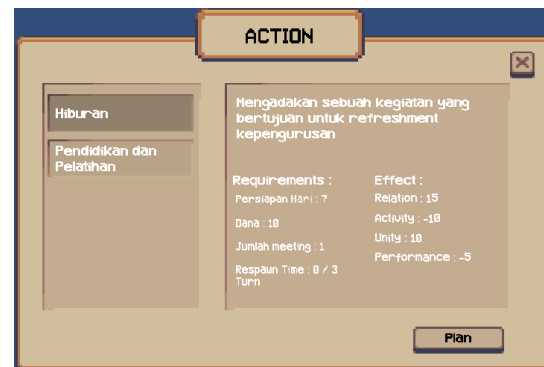 ACTION
Hiburan
Pendidikan dan
Pelatihan
Mengadakan sebuah kegiatan yang
bertujuan untuk refreshment
kepengurusan
Requirements :
Persiapan Hari : 7
Dana : 10
Jumlah meeting : 1
Respaun Time : 0 / 3
Turn
Effect :
Relation : 15
Activity : -10
Unity : 10
Performance : -5
Plan